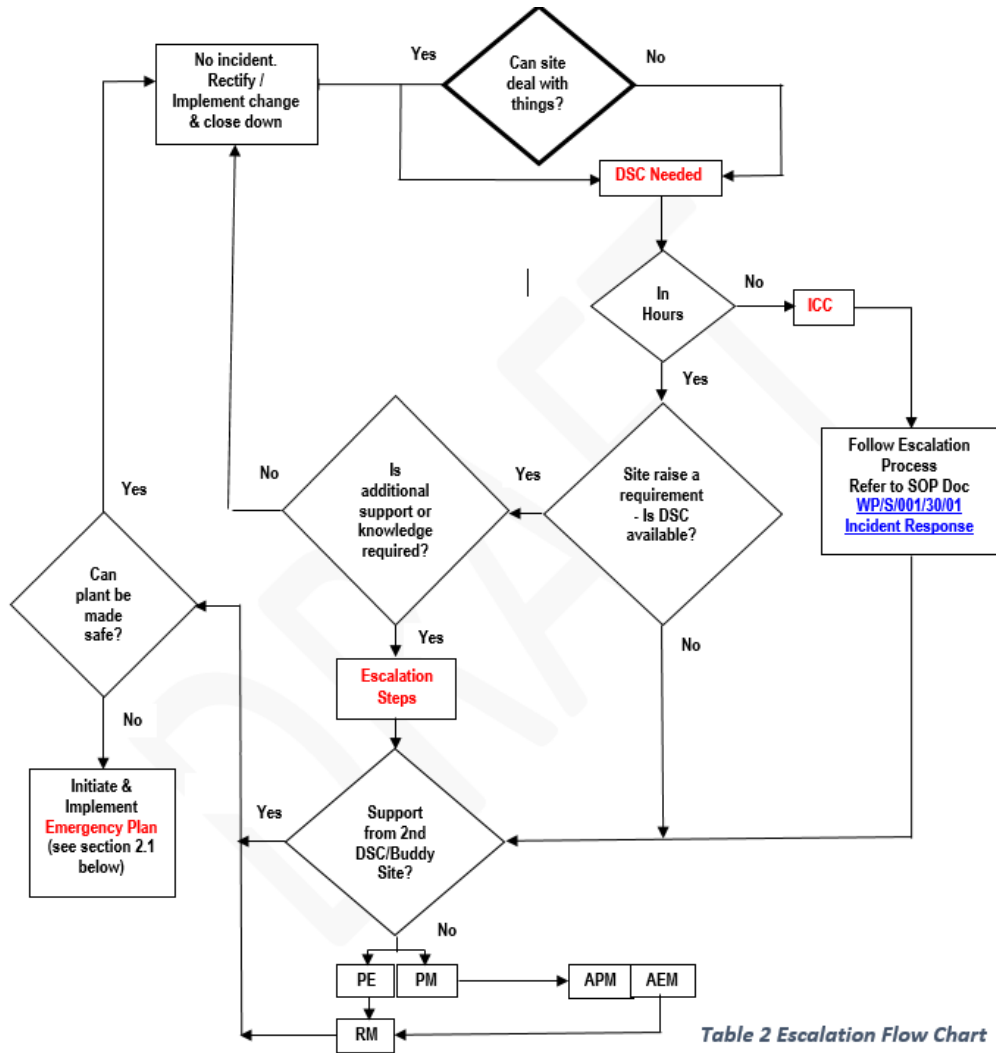 Yes
Can site
deal with
things?
No
No incident.
Rectify /
Implement change
& close down
DSC Needed
In
Hours
No
ICC
Yes
Follow Escalation
Process
Refer to SOP Doc
WP/S/001/30/01
Incident Response
Site raise a
requirement
- Is DSC
available?
Yes
No
Is
additional
support or
knowledge
required?
No
Yes
Escalation
Steps
Yes
Can
plant be
made
safe?
No
Initiate &
Implement
Emergency Plan
(see section 2.1
below)
Yes
Support
from 2nd
DSC/Buddy
Site?
No
PE
PM
APM
AEM
RM
Table 2 Escalation Flow Chart
DRAFT